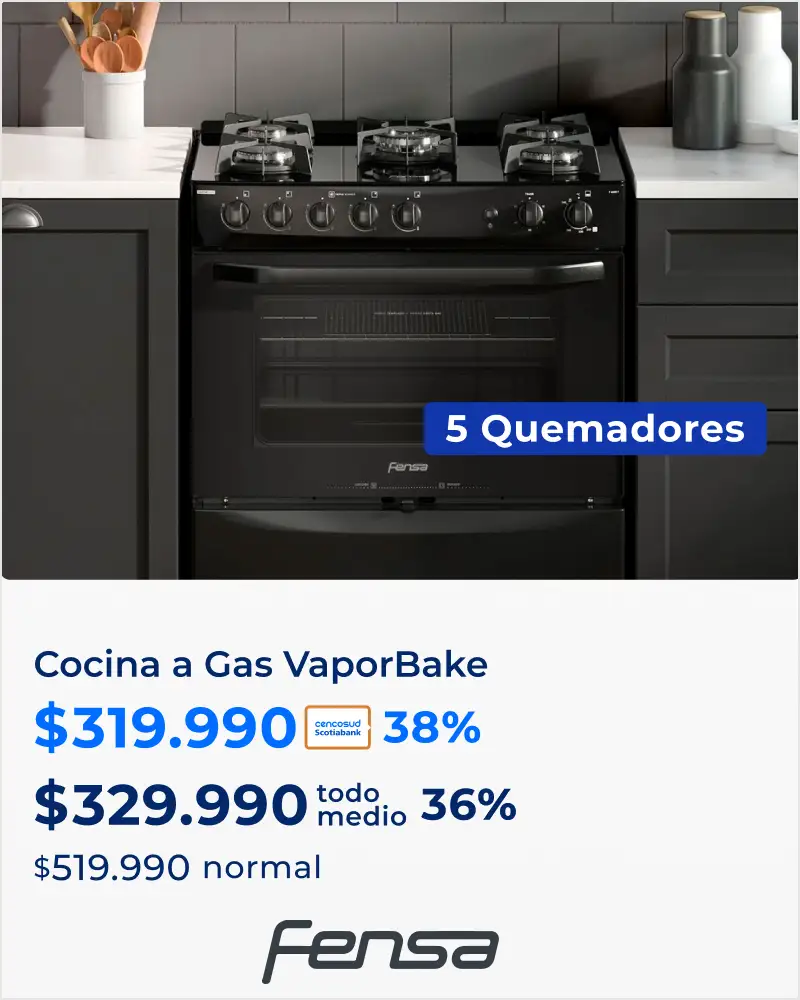 fensa
5 Quemadores
Cocina a Gas VaporBake
$319.990 cencosud Scotiabank 38%
$329.990 todo medio 36%
$519.990 normal
fensa